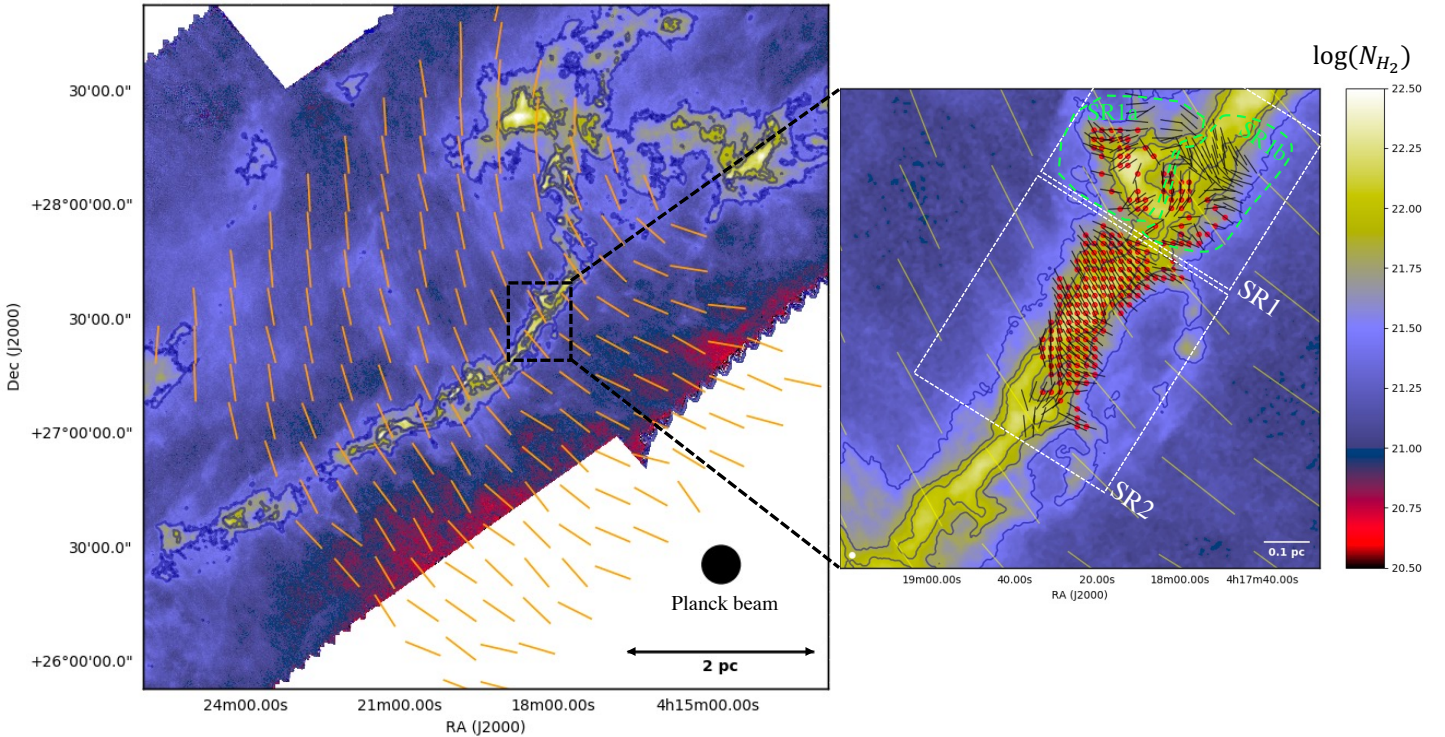 30'00.0"
+28°00'00.0"
30'00.0"
+27°00'00.0"
30'00.0"
+26°00'00.0"
Dec (J2000)
24m00.00s 21m00.00s 18m00.00s 4h15m00.00s
RA (J2000)
Planck beam
2 pc
SR1a
SR1b
SR1
SR2
0.1 pc
19m00.00s 40.00s 20.00s 18m00.00s 4h17m40.00s
RA (J2000)
log(N_{H_2})
22.50
22.25
22.00
21.75
21.50
21.25
21.00
20.75
20.50